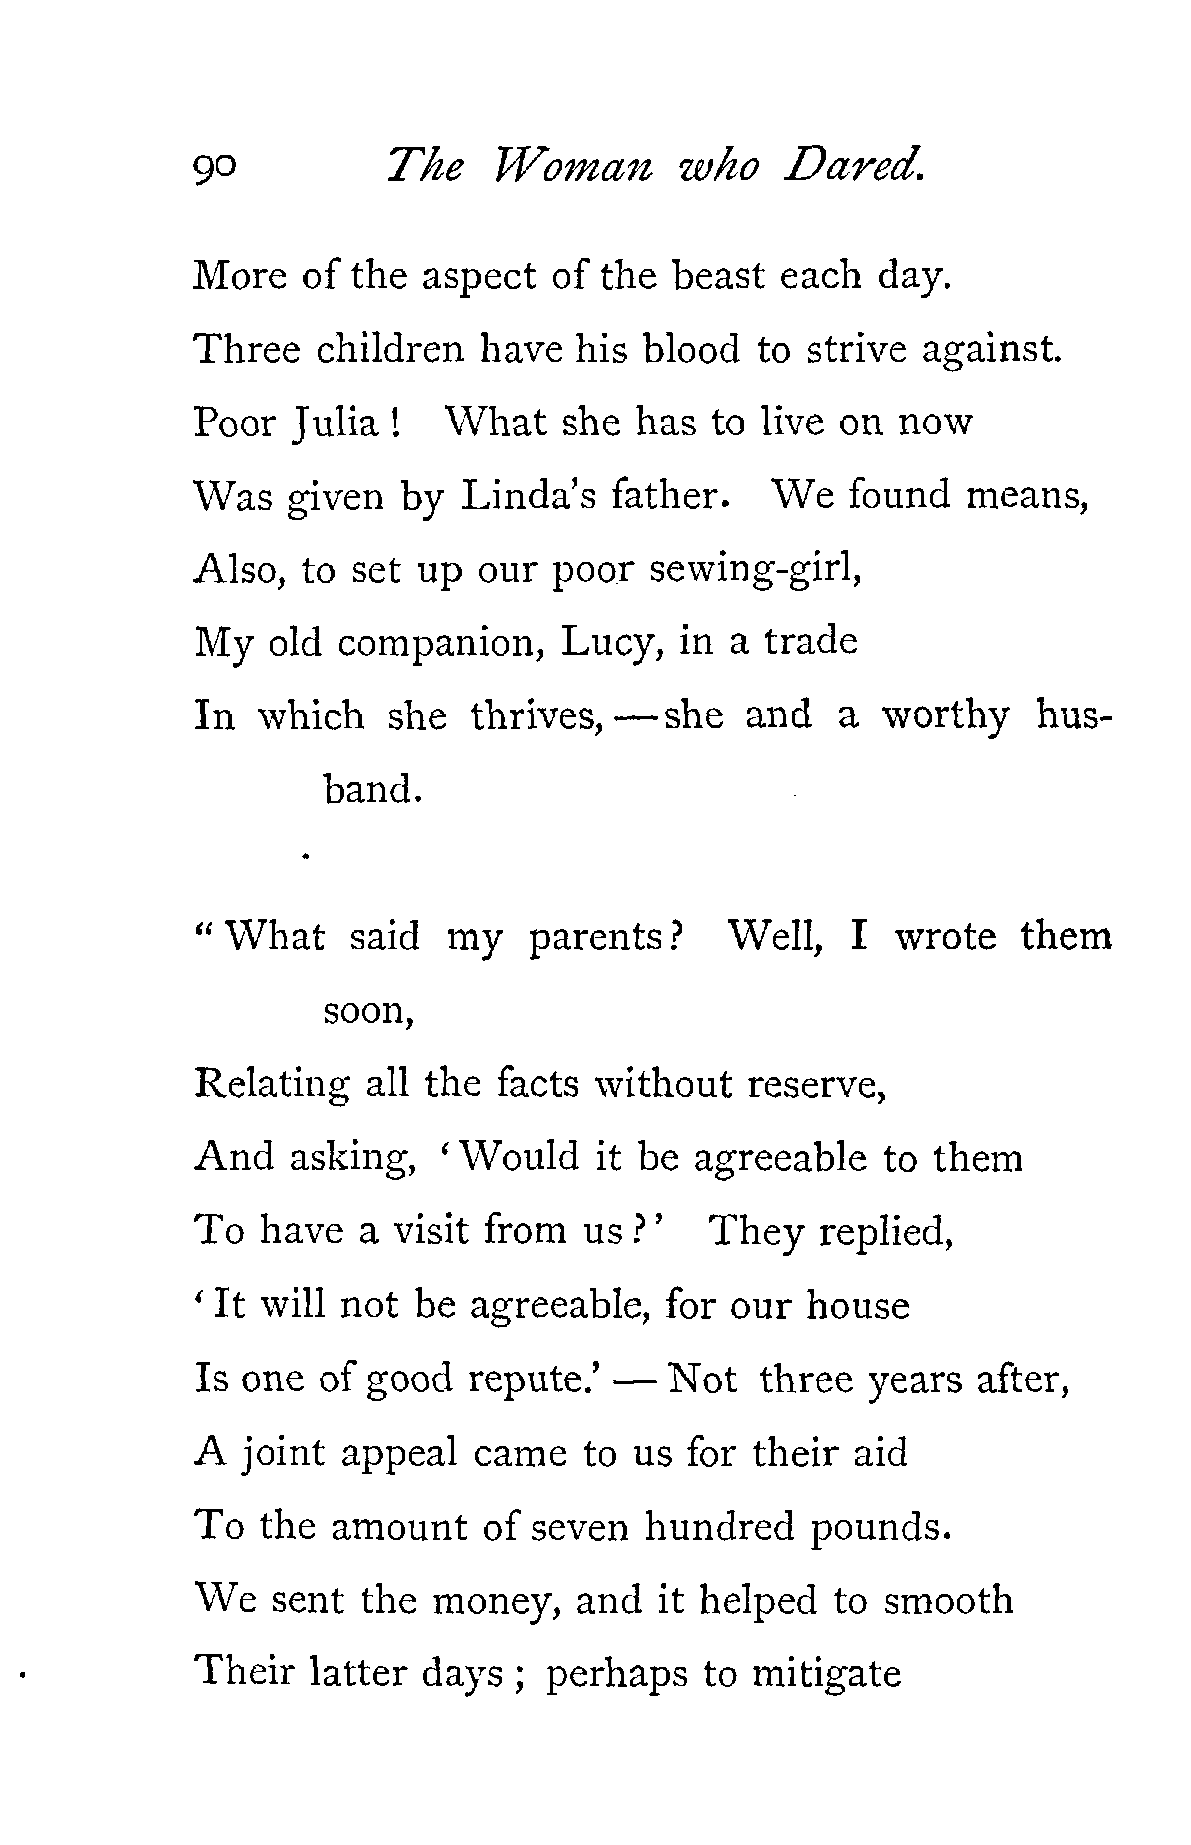 90 The Woman who Dared.
More of the aspect of the beast each day.
Three children have his blood to strive against.
Poor Julia! What she has to live on now
Was given by Linda's father. We found means,
Also, to set up our poor sewing-girl,
My old companion, Lucy, in a trade
In which she thrives, — she and a worthy hus-
band.
“What said my parents? Well, I wrote them
soon,
Relating all the facts without reserve,
And asking, ‘Would it be agreeable to them
To have a visit from us?’ They replied,
‘It will not be agreeable, for our house
Is one of good repute.’ — Not three years after,
A joint appeal came to us for their aid
To the amount of seven hundred pounds.
We sent the money, and it helped to smooth
Their latter days; perhaps to mitigate